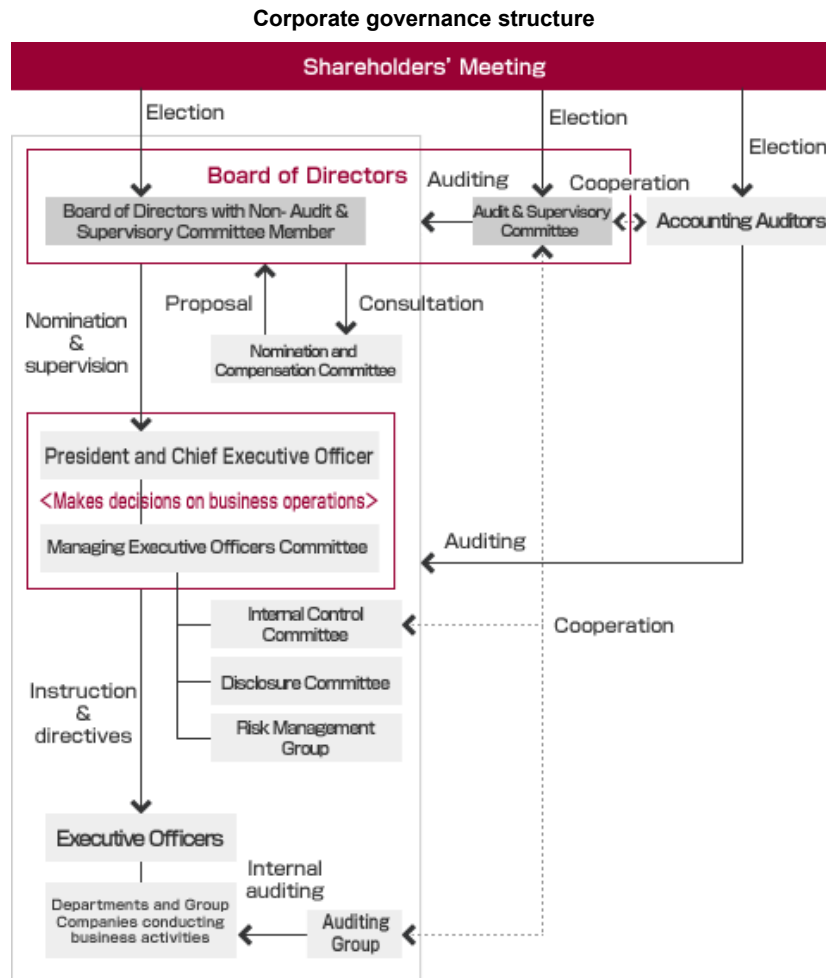 Corporate governance structure
Shareholders' Meeting
Election
Election
Election
Board of Directors
Auditing
Cooperation
Board of Directors with Non- Audit &
Supervisory Committee Member
Audit & Supervisory
Committee
Accounting Auditors
Nomination
&
supervision
Proposal
Consultation
Nomination and
Compensation Committee
President and Chief Executive Officer
<Makes decisions on business operations>
Managing Executive Officers Committee
Auditing
Internal Control
Committee
Cooperation
Disclosure Committee
Instruction
&
directives
Risk Management
Group
Executive Officers
Internal
auditing
Departments and Group
Companies conducting
business activities
Auditing
Group